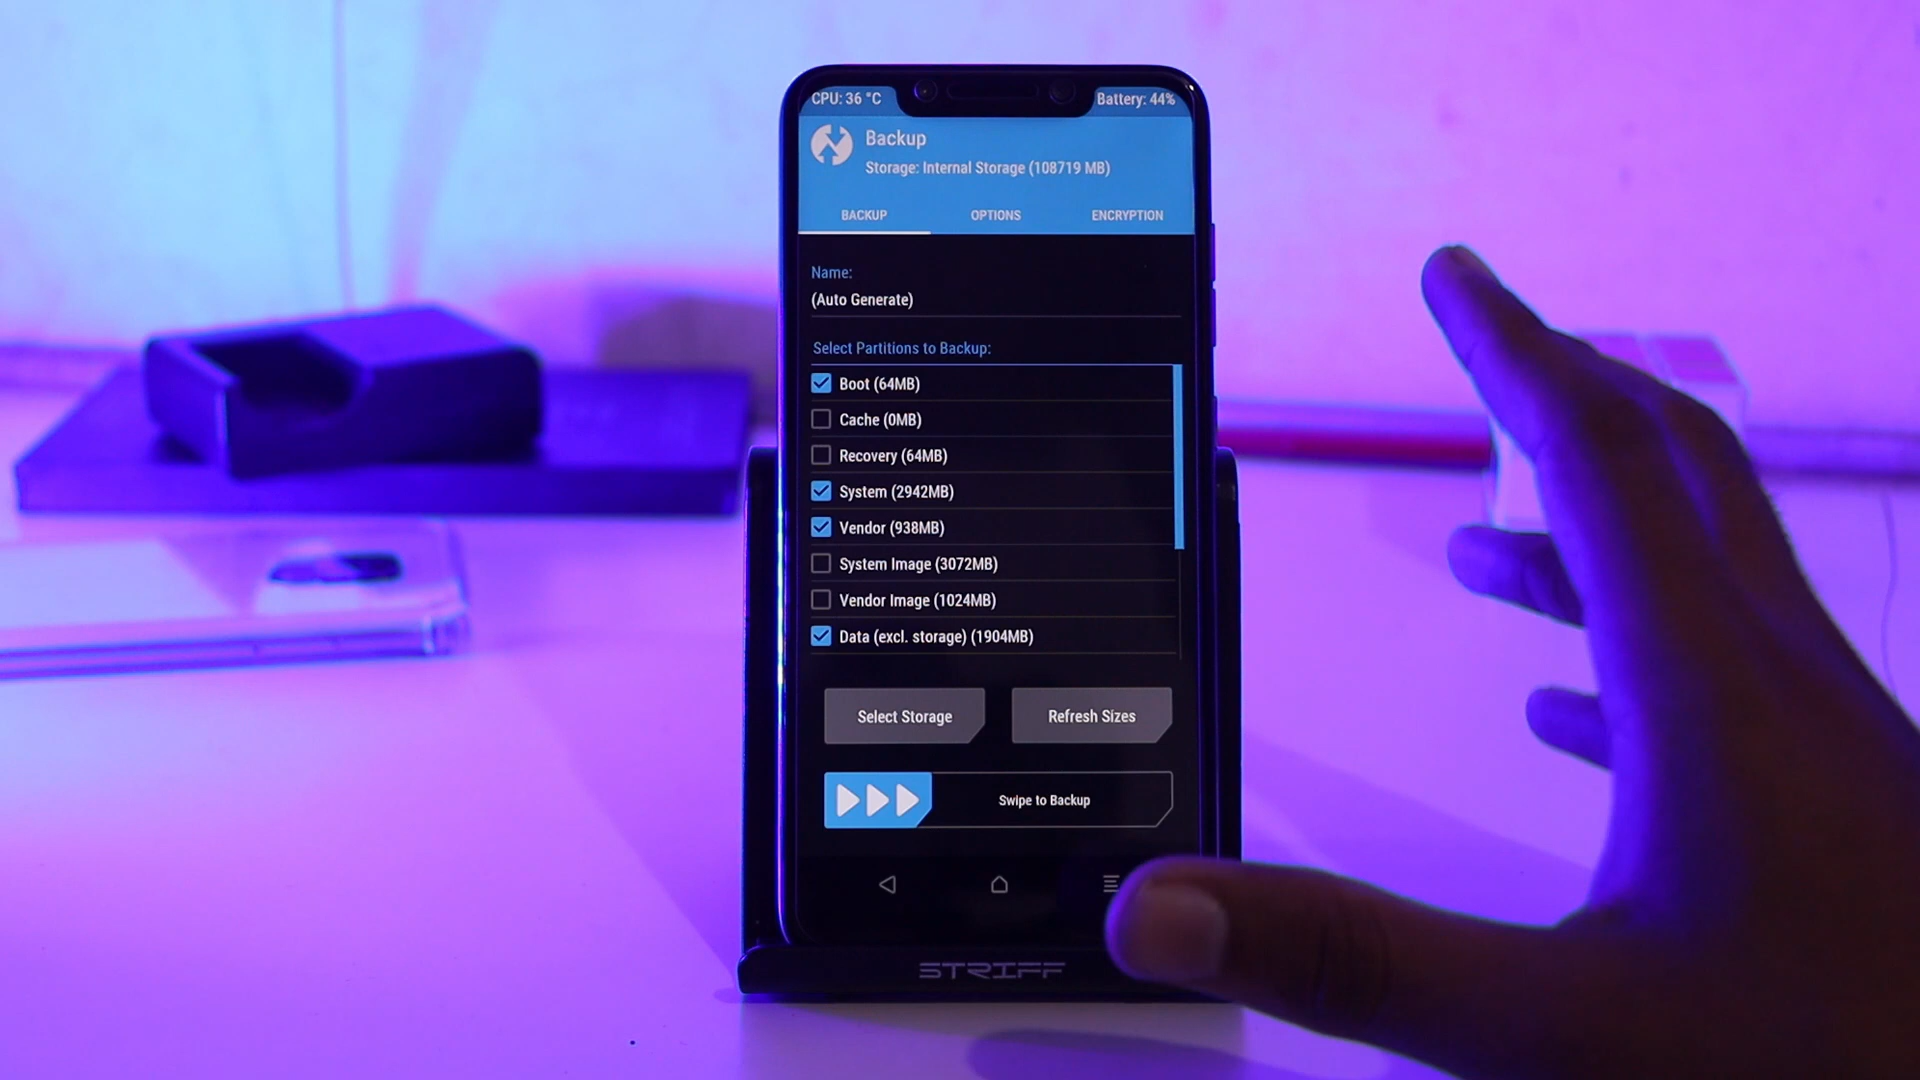 CPU: 36 °C
Battery: 44%
Backup
Storage: Internal Storage (108719 MB)
BACKUP OPTIONS ENCRYPTION
Name:
(Auto Generate)
Select Partitions to Backup:
Boot (64MB)
Cache (0MB)
Recovery (64MB)
System (2942MB)
Vendor (938MB)
System Image (3072MB)
Vendor Image (1024MB)
Data (excl. storage) (1904MB)
Select Storage
Refresh Sizes
Swipe to Backup
STRIFF